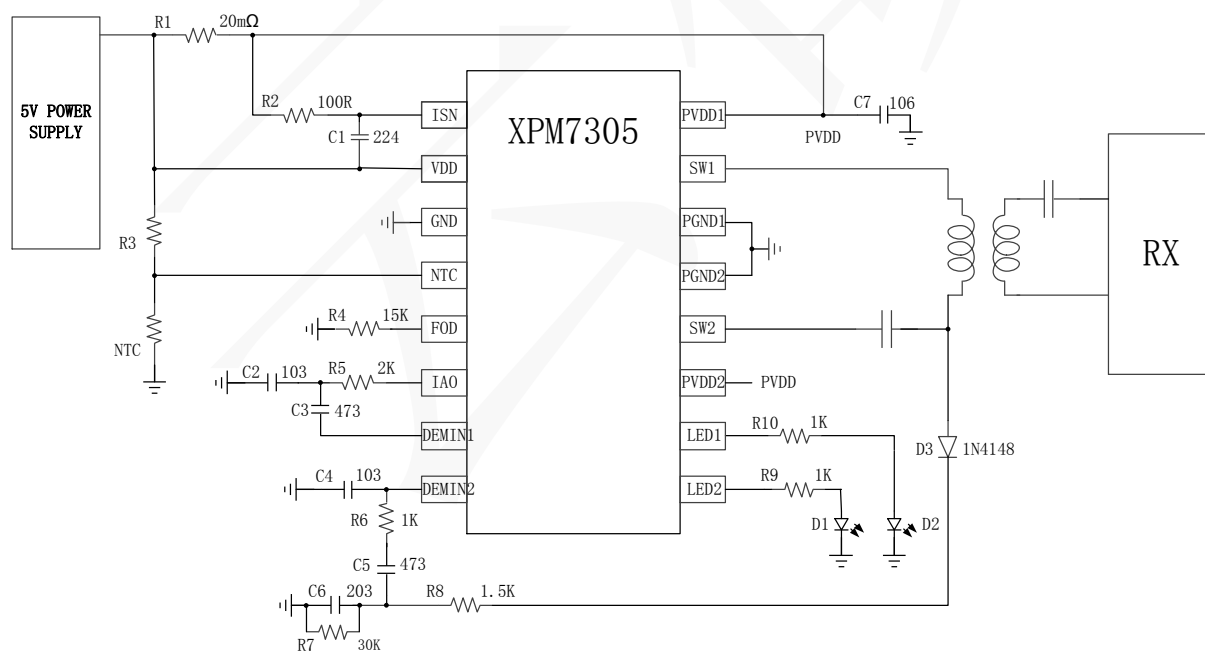 R1
20mΩ
5V POWER
SUPPLY
R2
100R
C1
224
ISN
VDD
GND
NTC
FOD
IAO
DEMIN1
DEMIN2
XPM7305
PVDD1
SW1
PGND1
PGND2
SW2
PVDD2
LED1
LED2
C7
106
PVDD
RX
R3
NTC
R4
15K
C2
103
R5
2K
C3
473
C4
103
R6
1K
C5
473
C6
203
R7
30K
R8
1.5K
PVDD
R10
1K
R9
1K
D1
D2
D3
1N4148